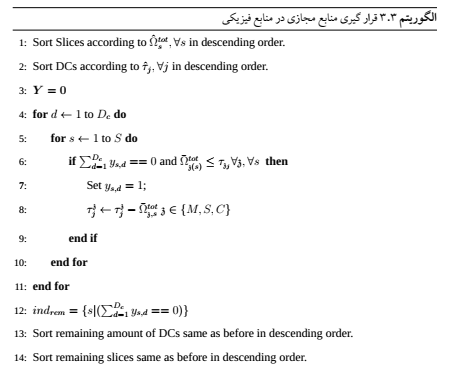 الگوریتم ۳.۳ قرار گیری منابع مجازی در منابع فیزیکی
1: Sort Slices according to $\hat{\Omega}_s^{tot}, \forall s$ in descending order.
2: Sort DCs according to $\hat{\tau}_j, \forall j$ in descending order.
3: $Y = 0$
4: for $d \leftarrow 1$ to $D_c$ do
5: for $s \leftarrow 1$ to $S$ do
6: if $\sum_{d=1}^{D_c} y_{s,d} == 0$ and $\bar{\Omega}_{\mathfrak{z}(s)}^{tot} \leq \tau_{\mathfrak{z}j} \forall \mathfrak{z}, \forall s$ then
7: Set $y_{s,d} = 1$;
8: $\tau_j^{\mathfrak{z}} \leftarrow \tau_j^{\mathfrak{z}} - \bar{\Omega}_{\mathfrak{z},s}^{tot}$ $\mathfrak{z} \in \{M, S, C\}$
9: end if
10: end for
11: end for
12: $ind_{rem} = \{s|(\sum_{d=1}^{D_c} y_{s,d} == 0)\}$
13: Sort remaining amount of DCs same as before in descending order.
14: Sort remaining slices same as before in descending order.